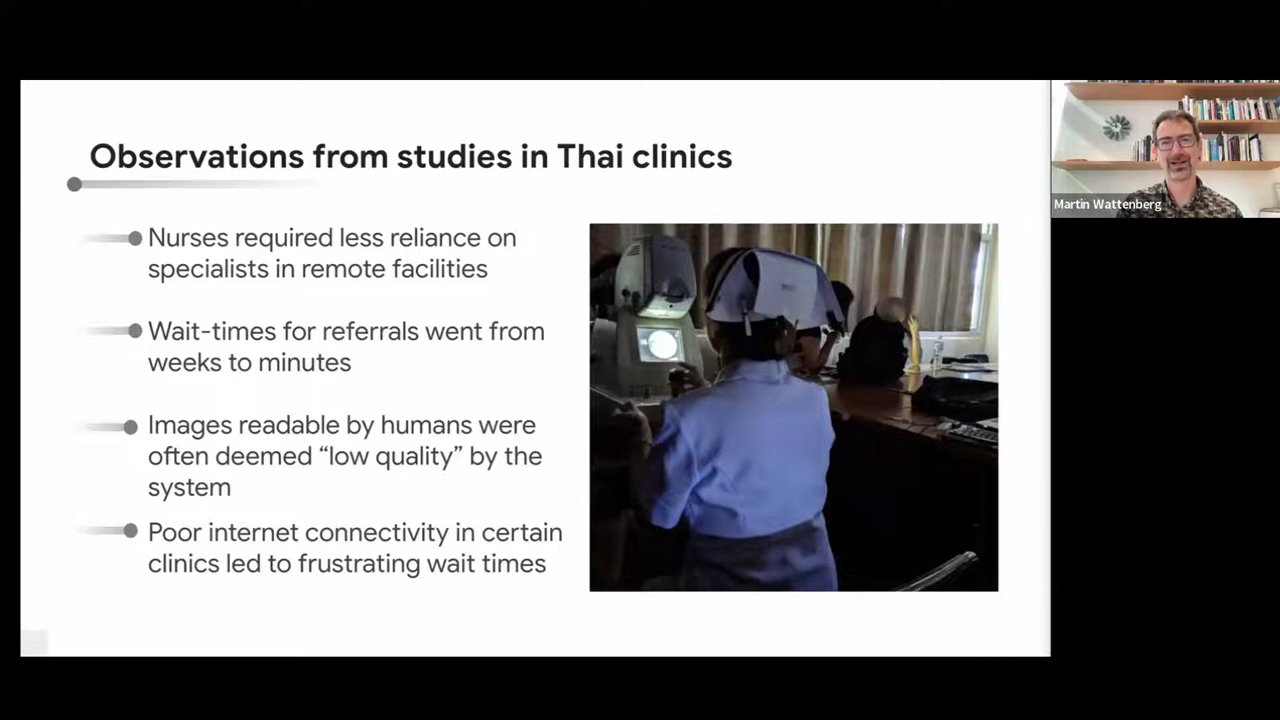 Observations from studies in Thai clinics
Nurses required less reliance on
specialists in remote facilities
Wait-times for referrals went from
weeks to minutes
Images readable by humans were
often deemed “low quality” by the
system
Poor internet connectivity in certain
clinics led to frustrating wait times
Martin Wattenberg